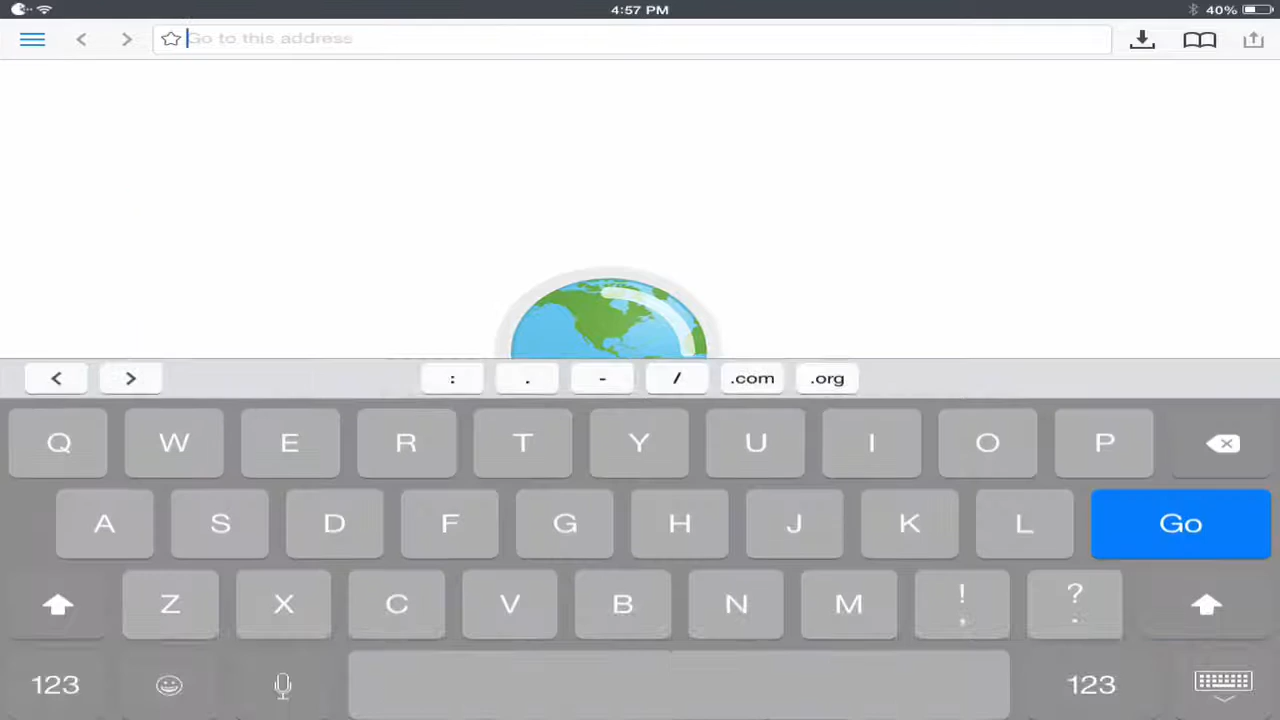 4:57 PM 40%
Go to this address
: . - / .com .org
Q W E R T Y U I O P
A S D F G H J K L Go
Z X C V B N M ! , ? .
123 123